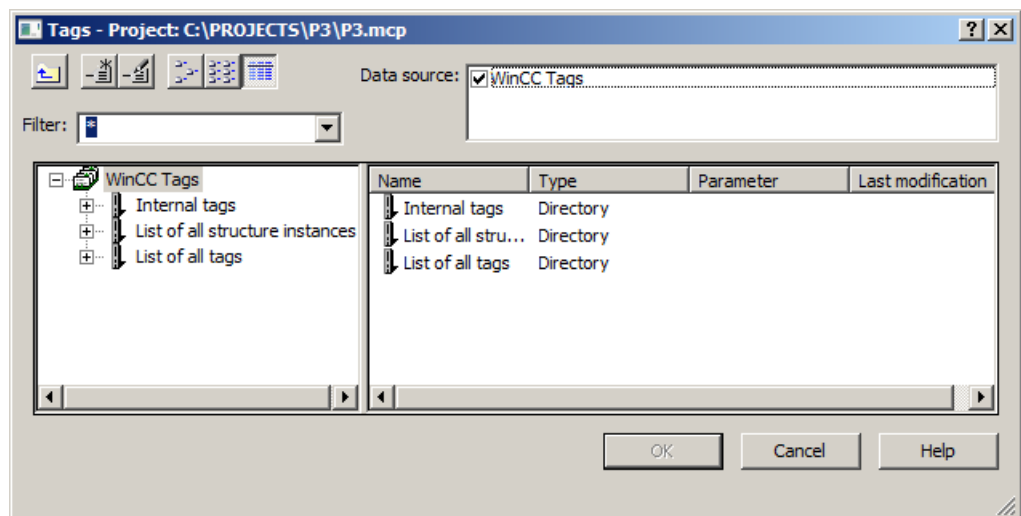 Tags - Project: C:\PROJECTS\P3\P3.mcp
Data source: WinCC Tags
Filter: *
WinCC Tags
Internal tags
List of all structure instances
List of all tags
Name Type Parameter Last modification
Internal tags Directory
List of all stru... Directory
List of all tags Directory
OK Cancel Help